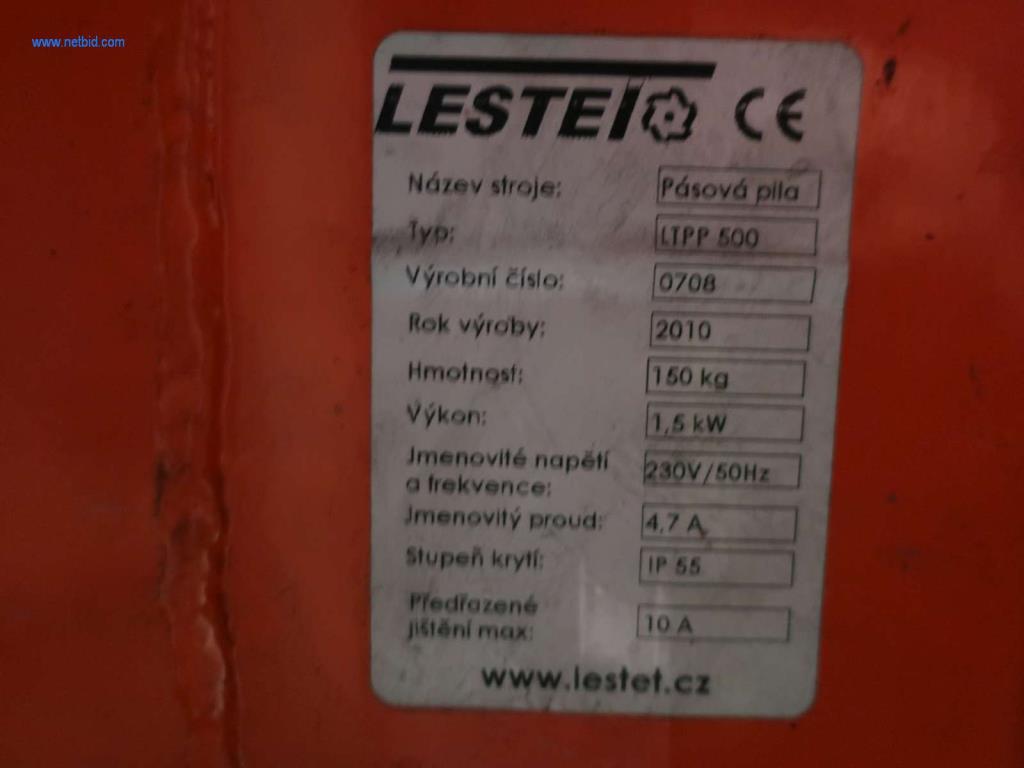 www.netbid.com
LESTET CE
Název stroje: Pásová pila
Typ: LTPP 500
Výrobní číslo: 0708
Rok výroby: 2010
Hmotnost: 150 kg
Výkon: 1,5 kW
Jmenovité napětí
a frekvence: 230V/50Hz
Jmenovitý proud: 4,7 A
Stupeň krytí: IP 55
Předřazené
jištění max: 10 A
www.lestet.cz